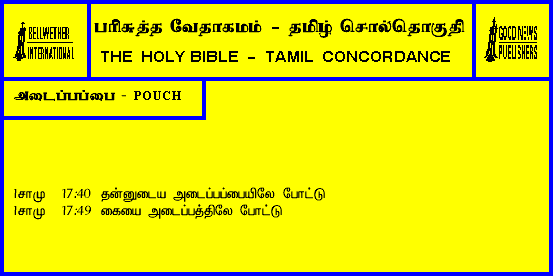 BELLWETHER
INTERNATIONAL
பரிசுத்த வேதாகமம் - தமிழ் சொல்தொகுதி
THE HOLY BIBLE - TAMIL CONCORDANCE
GOOD NEWS
PUBLISHERS
அடைப்பப்பை - POUCH
1சாமு 17:40 தன்னுடைய அடைப்பப்பையிலே போட்டு
1சாமு 17:49 கையை அடைப்பத்திலே போட்டு